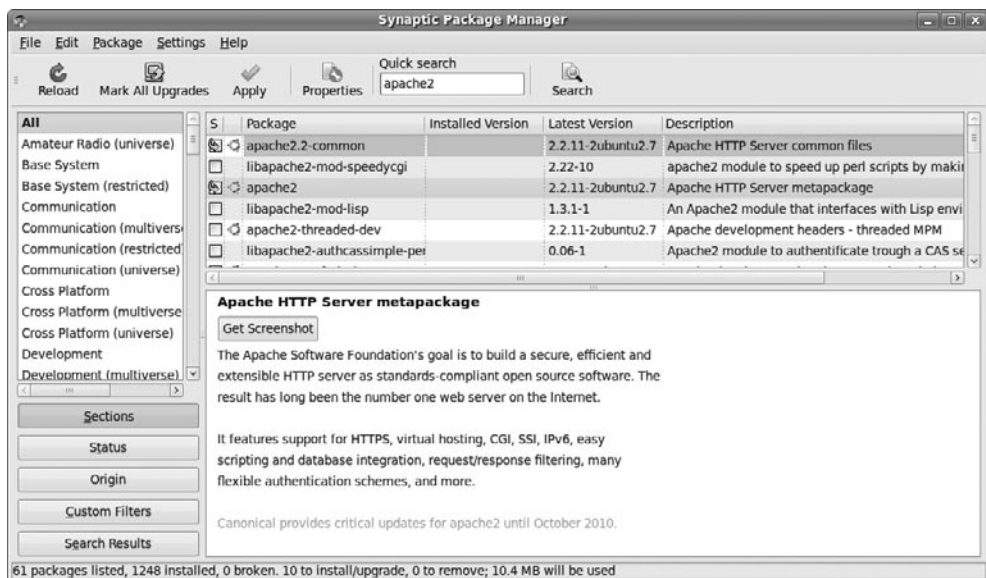 Synaptic Package Manager
File Edit Package Settings Help
Reload Mark All Upgrades Apply Properties Quick search apache2 Search
All
Amateur Radio (universe)
Base System
Base System (restricted)
Communication
Communication (multivers
Communication (restricted
Communication (universe)
Cross Platform
Cross Platform (multiverse
Cross Platform (universe)
Development
Development (multiverse)
Sections
Status
Origin
Custom Filters
Search Results
S Package Installed Version Latest Version Description
apache2.2-common 2.2.11-2ubuntu2.7 Apache HTTP Server common files
libapache2-mod-speedycgi 2.22-10 apache2 module to speed up perl scripts by makin
apache2 2.2.11-2ubuntu2.7 Apache HTTP Server metapackage
libapache2-mod-lisp 1.3.1-1 An Apache2 module that interfaces with Lisp envi
apache2-threaded-dev 2.2.11-2ubuntu2.7 Apache development headers - threaded MPM
libapache2-authcassimple-per 0.06-1 Apache2 module to authentificate trough a CAS se
Apache HTTP Server metapackage
Get Screenshot
The Apache Software Foundation's goal is to build a secure, efficient and
extensible HTTP server as standards-compliant open source software. The
result has long been the number one web server on the Internet.
It features support for HTTPS, virtual hosting, CGI, SSI, IPv6, easy
scripting and database integration, request/response filtering, many
flexible authentication schemes, and more.
Canonical provides critical updates for apache2 until October 2010.
61 packages listed, 1248 installed, 0 broken. 10 to install/upgrade, 0 to remove; 10.4 MB will be used